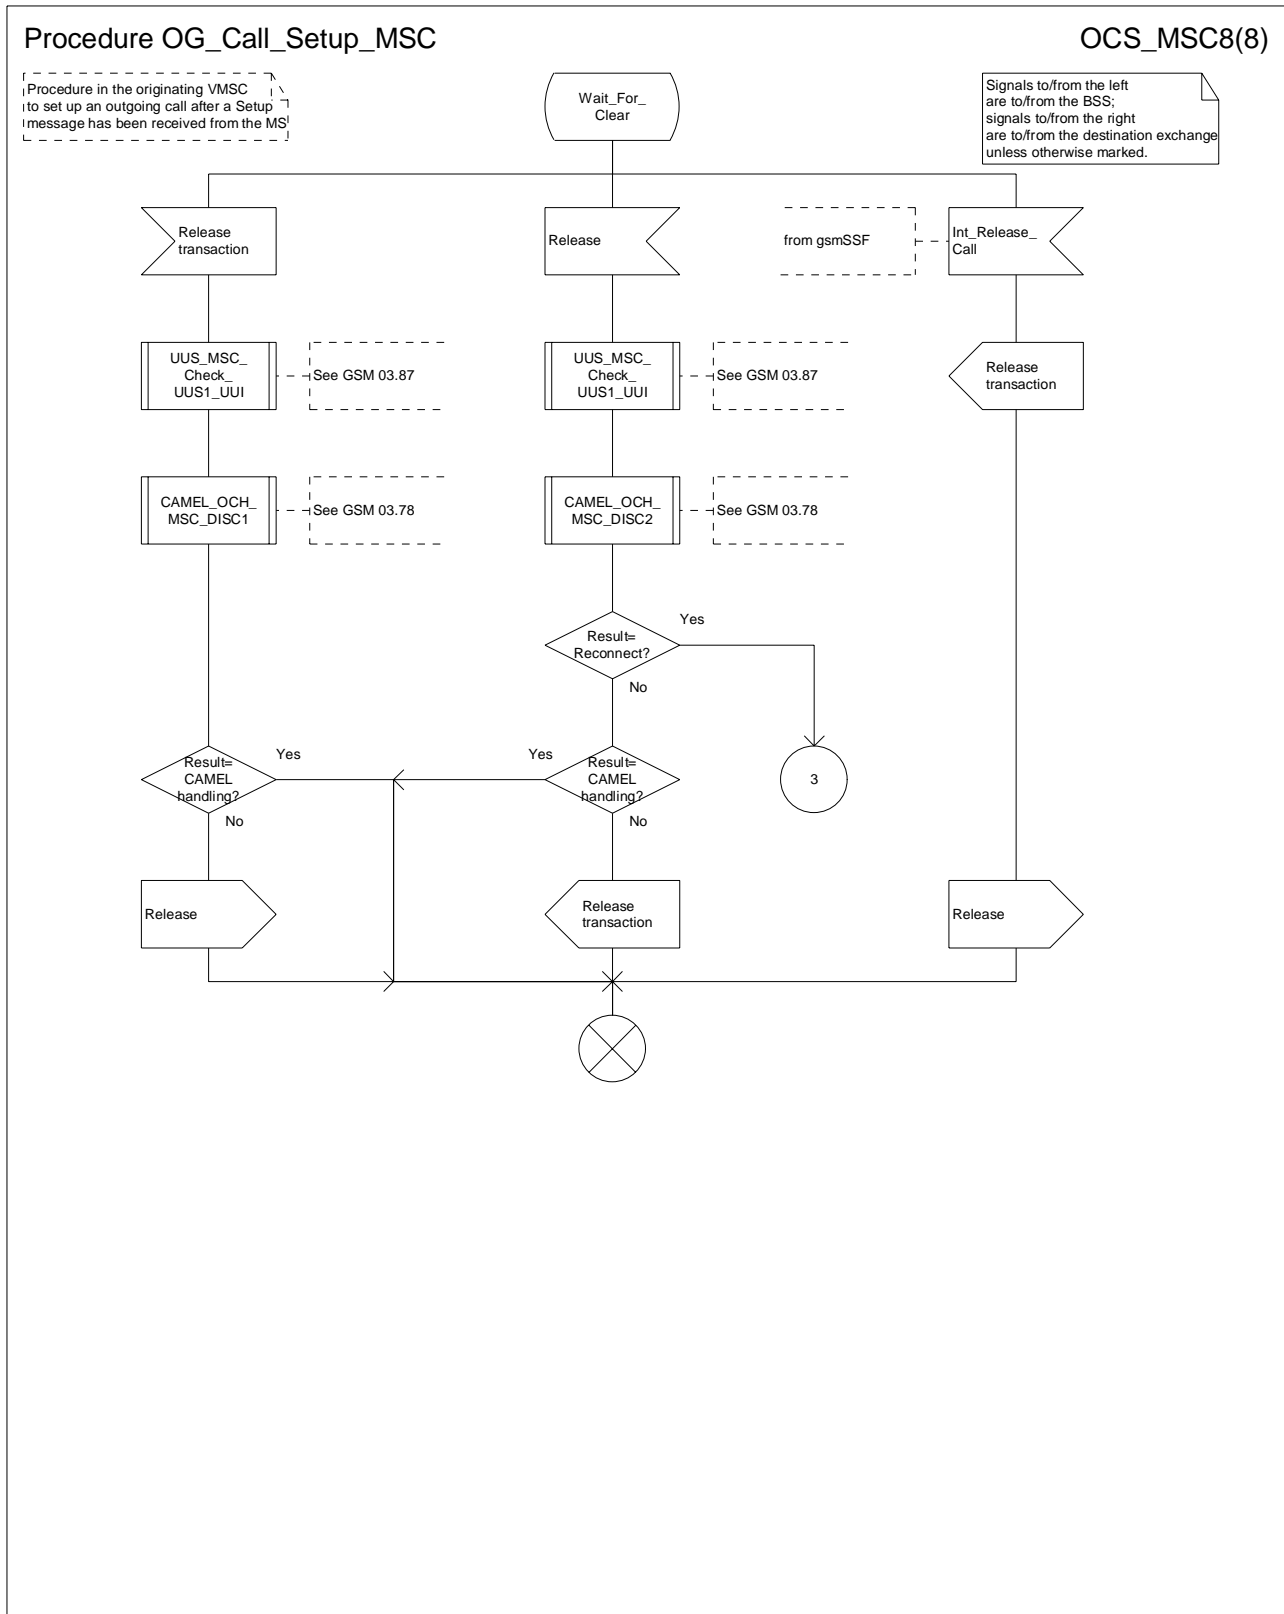 Procedure OG_Call_Setup_MSC
OCS_MSC8(8)
Procedure in the originating VMSC
to set up an outgoing call after a Setup
message has been received from the MS
Wait_For_
Clear
Signals to/from the left
are to/from the BSS;
signals to/from the right
are to/from the destination exchange
unless otherwise marked.
Release
transaction
Release
from gsmSSF
Int_Release_
Call
UUS_MSC_
Check_
UUS1_UUI
See GSM 03.87
UUS_MSC_
Check_
UUS1_UUI
See GSM 03.87
Release
transaction
CAMEL_OCH_
MSC_DISC1
See GSM 03.78
CAMEL_OCH_
MSC_DISC2
See GSM 03.78
Result=
Reconnect?
Yes
No
Result=
CAMEL
handling?
Yes
No
Result=
CAMEL
handling?
Yes
No
3
Release
Release
transaction
Release